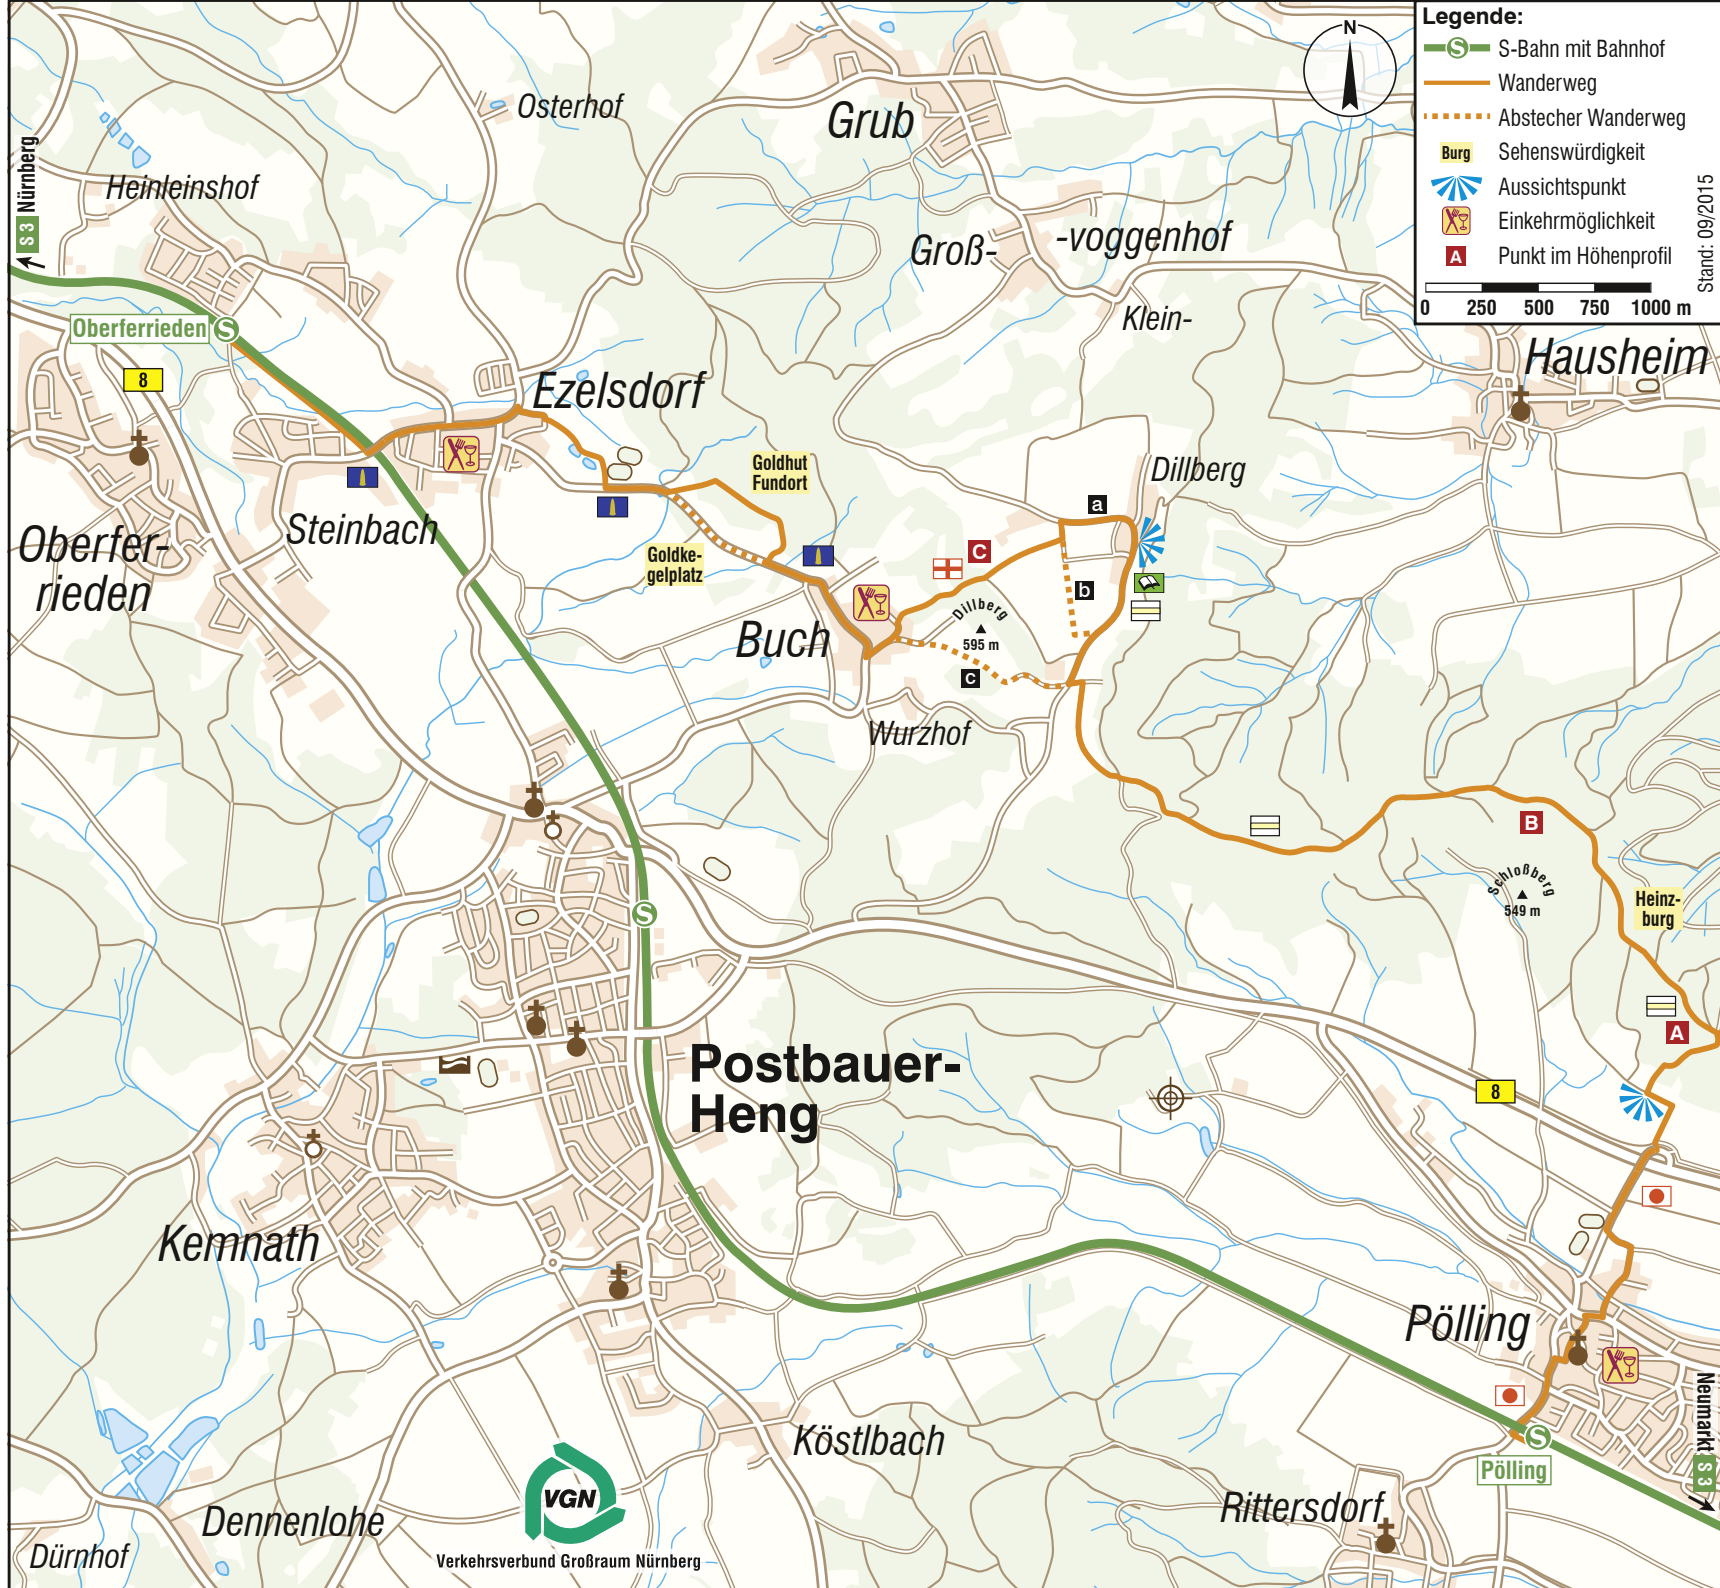 Legende:
S
S-Bahn mit Bahnhof
Wanderweg
Abstecher Wanderweg
Burg
Sehenswürdigkeit
Aussichtspunkt
Einkehrmöglichkeit
A
Punkt im Höhenprofil
0
250
500
750
1000 m
Stand: 09/2015
N
Osterhof
Grub
Nürnberg
S 3
Heinleinshof
Groß-
-voggenhof
Klein-
Oberferrieden
S
8
Hausheim
Ezelsdorf
Goldhut
Fundort
Dillberg
a
Oberfer-
rieden
Steinbach
Goldke-
gelplatz
C
b
Buch
Dillberg
595 m
c
Wurzhof
B
Schloßberg
549 m
Heinz-
burg
S
A
Postbauer-
Heng
8
Kemnath
Pölling
S
Pölling
Neumarkt
S 3
Köstlbach
Rittersdorf
VGN
Verkehrsverbund Großraum Nürnberg
Dennenlohe
Dürnhof